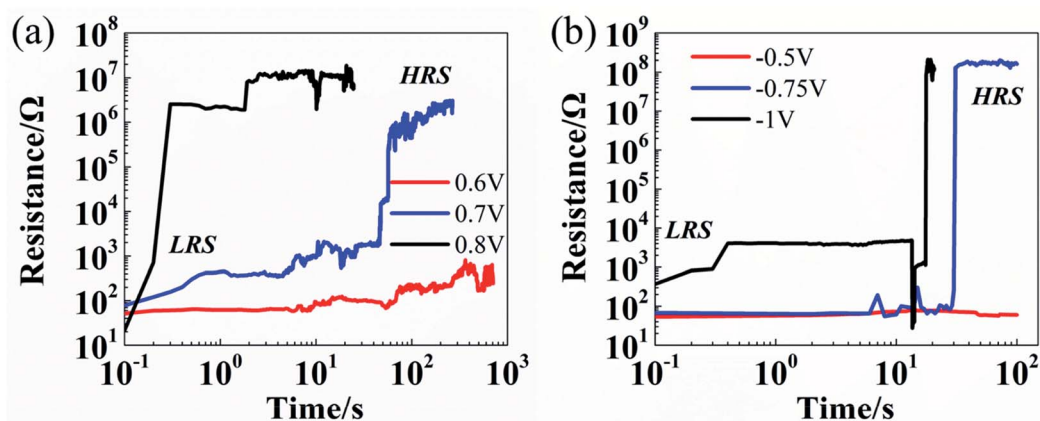 (a)
Resistance/Ω
10^8
10^7
10^6
10^5
10^4
10^3
10^2
10^1
HRS
LRS
0.6V
0.7V
0.8V
10^-1 10^0 10^1 10^2 10^3
Time/s
(b)
Resistance/Ω
10^9
10^8
10^7
10^6
10^5
10^4
10^3
10^2
10^1
-0.5V
-0.75V
-1V
HRS
LRS
10^-1 10^0 10^1 10^2
Time/s